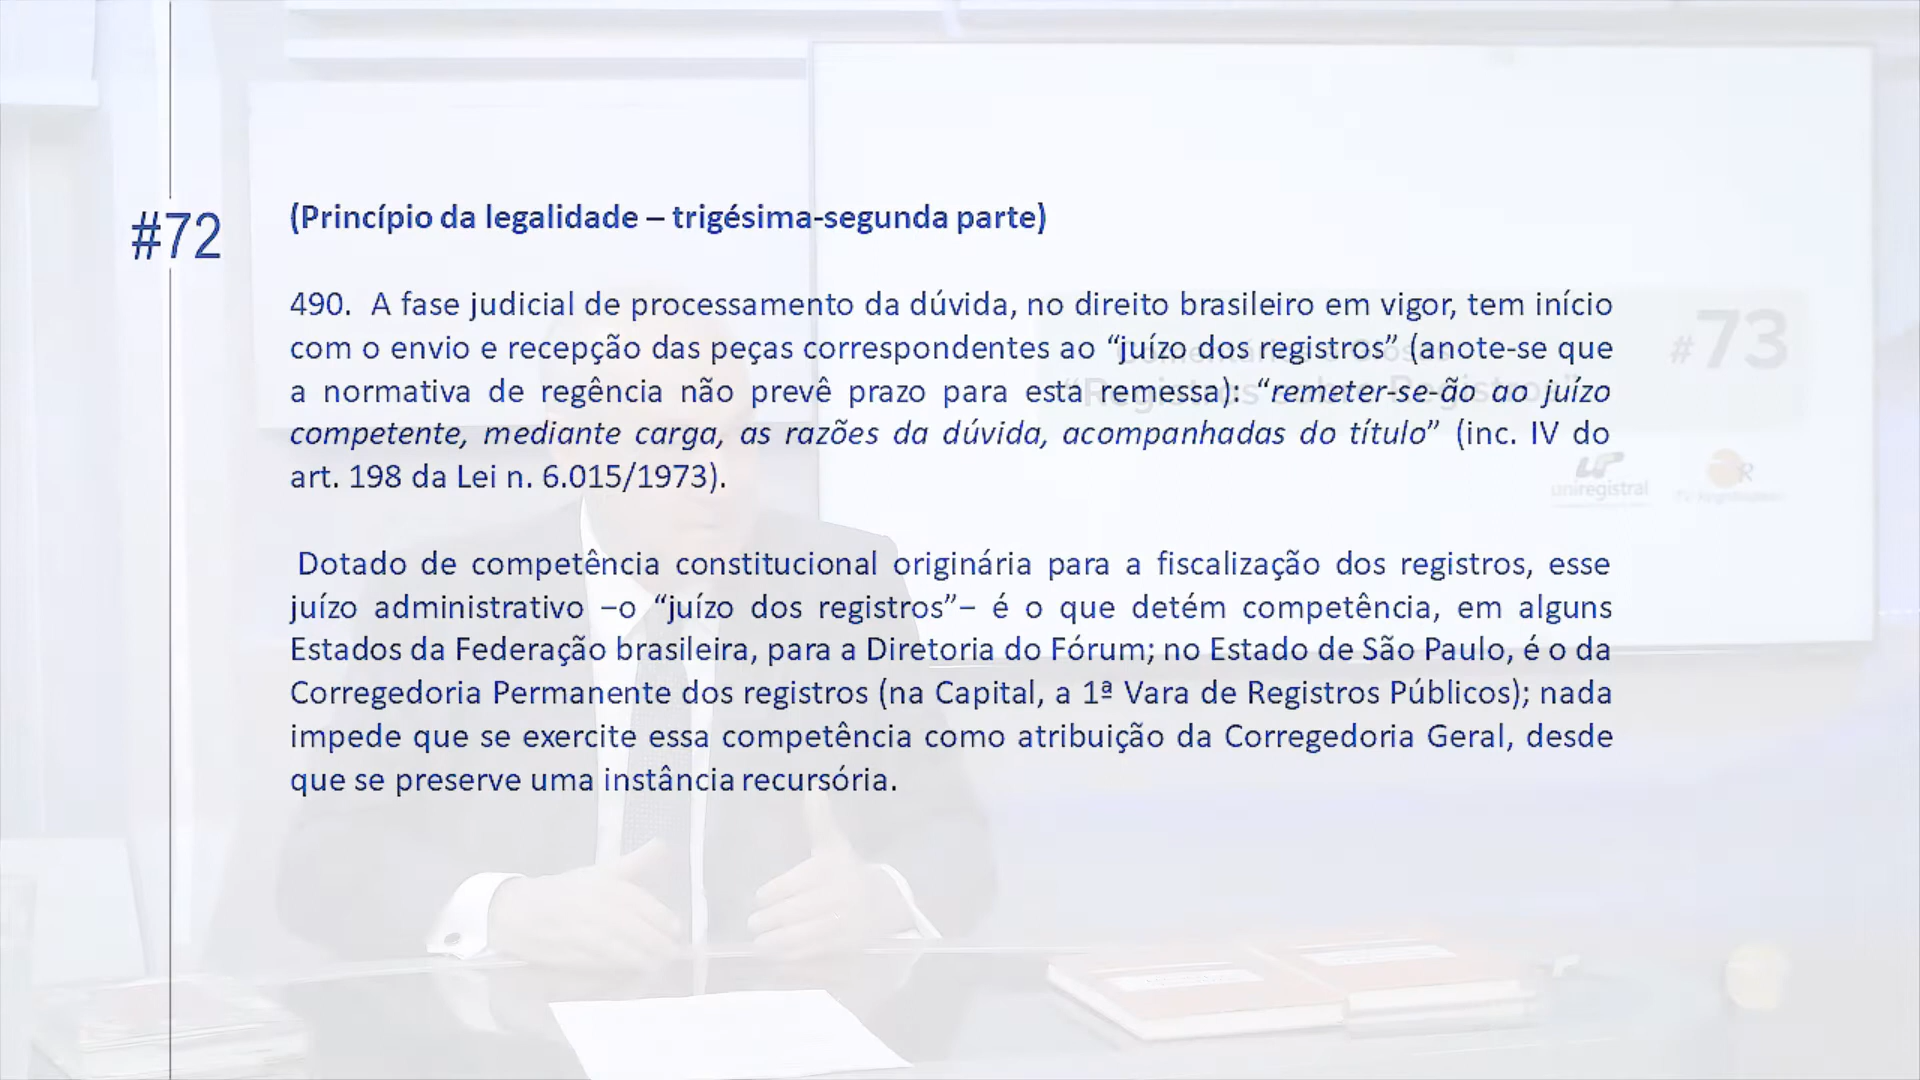 #72
(Princípio da legalidade – trigésima-segunda parte)
490. A fase judicial de processamento da dúvida, no direito brasileiro em vigor, tem início
com o envio e recepção das peças correspondentes ao “juízo dos registros” (anote-se que
a normativa de regência não prevê prazo para esta remessa): “remeter-se-ão ao juízo
competente, mediante carga, as razões da dúvida, acompanhadas do título” (inc. IV do
art. 198 da Lei n. 6.015/1973).
Dotado de competência constitucional originária para a fiscalização dos registros, esse
juízo administrativo –o “juízo dos registros”– é o que detém competência, em alguns
Estados da Federação brasileira, para a Diretoria do Fórum; no Estado de São Paulo, é o da
Corregedoria Permanente dos registros (na Capital, a 1ª Vara de Registros Públicos); nada
impede que se exercite essa competência como atribuição da Corregedoria Geral, desde
que se preserve uma instância recursória.
#73
uniregistral